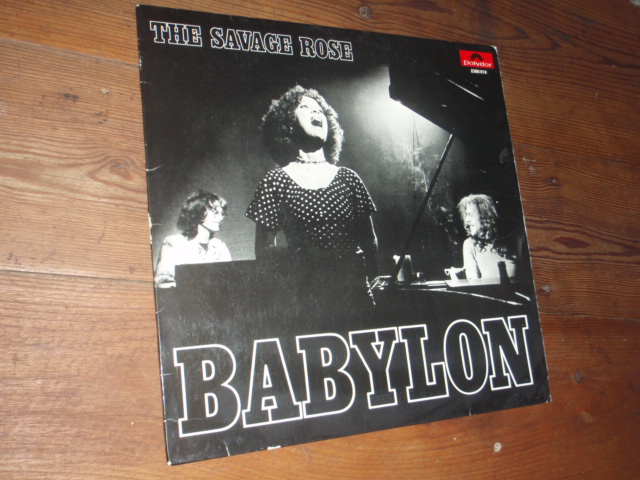 THE SAVAGE ROSE
Polydor
BABYLON